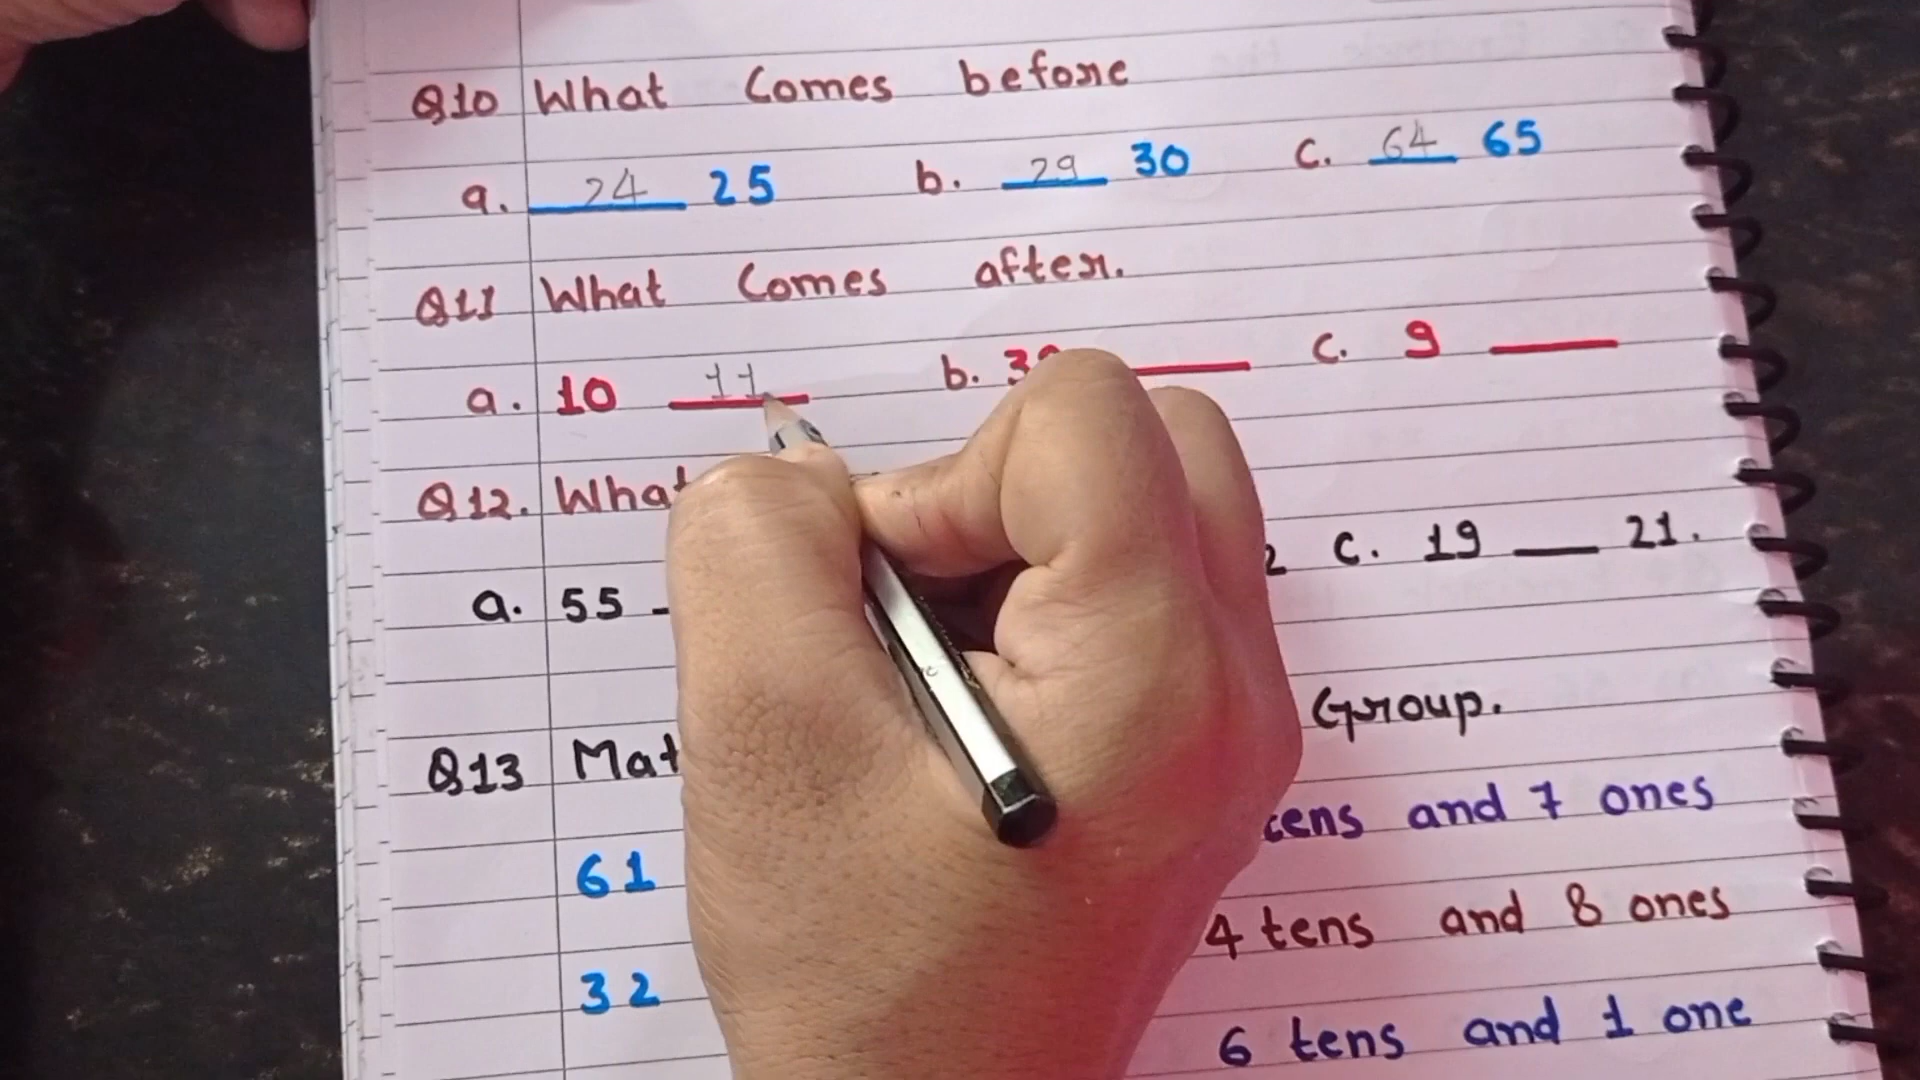 Q10 What Comes before
a. 24 25 b. 29 30 c. 64 65
Q11 What Comes after.
a. 10 11 b. c. 9
Q12. What
a. 55 2 c. 19 __ 21.
Q13 Group.
and 7 ones
61
4 tens and 8 ones
32
6 tens and 1 one